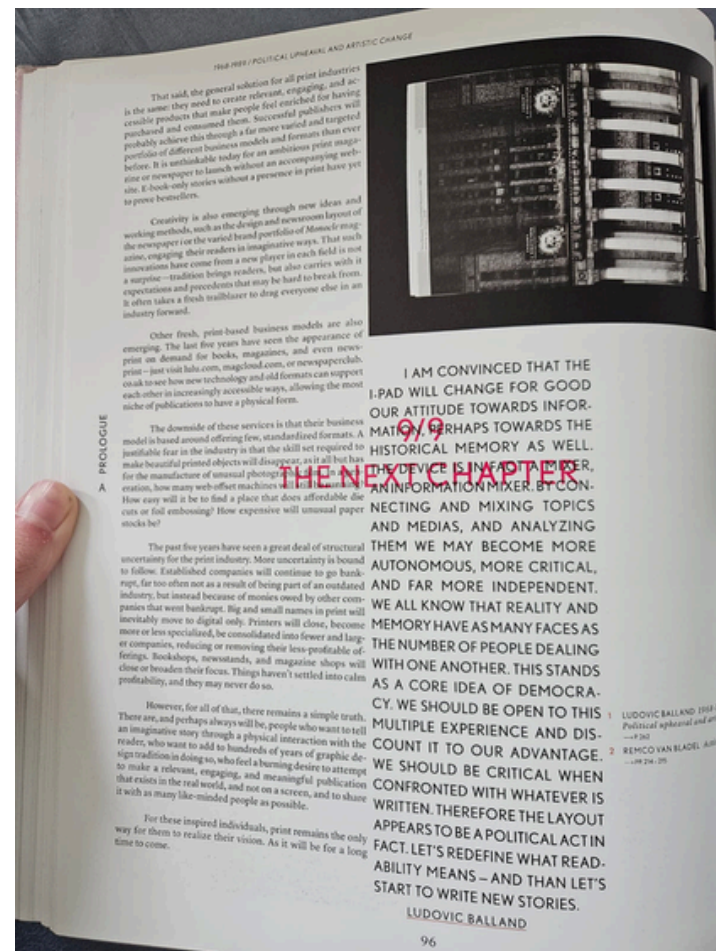 1968-1989 / POLITICAL UPHEAVAL AND ARTISTIC CHANGE
That said, the general solution for all print industries
is the same: they need to create relevant, engaging, and ac-
cessible products that make people feel enriched for having
purchased and consumed them. Successful publishers will
probably achieve this through a far more varied and targeted
portfolio of different business models and formats than ever
before. It is unthinkable today for an ambitious print maga-
zine or newspaper to launch without an accompanying web-
site. E-book-only stories without a presence in print have yet
to prove bestsellers.
Creativity is also emerging through new ideas and
working methods, such as the design and newsroom layout of
the newspaper i or the varied brand portfolio of Monocle mag-
azine, engaging their readers in imaginative ways. That such
innovations have come from a new player in each field is not
a surprise—tradition brings readers, but also carries with it
expectations and precedents that may be hard to break from.
It often takes a fresh trailblazer to drag everyone else in an
industry forward.
Other fresh, print-based business models are also
emerging. The last five years have seen the appearance of
print on demand for books, magazines, and even news-
print—just visit lulu.com, magcloud.com, or newspaperclub.
co.uk to see how new technology and old formats can support
each other in increasingly accessible ways, allowing the most
niche of publications to have a physical form.
The downside of these services is that their business
model is based around offering few, standardized formats. A
justifiable fear in the industry is that the skill set required to
make beautiful printed objects will disappear, as it all but has
for the manufacture of unusual
eration, how many web offset machines
How easy will it be to find a place that does affordable die
cuts or foil embossing? How expensive will unusual paper
stocks be?
The past five years have seen a great deal of structural
uncertainty for the print industry. More uncertainty is bound
to follow. Established companies will continue to go bank-
rupt, far too often not as a result of being part of an outdated
industry, but instead because of monies owed by other com-
panies that went bankrupt. Big and small names in print will
inevitably move to digital only. Printers will close, become
more or less specialized, be consolidated into fewer and larg-
er companies, reducing or removing their less-profitable of-
ferings. Bookshops, newsstands, and magazine shops will
close or broaden their focus. Things haven't settled into calm
profitability, and they may never do so.
However, for all of that, there remains a simple truth.
There are, and perhaps always will be, people who want to tell
an imaginative story through a physical interaction with the
reader, who want to add to hundreds of years of graphic de-
sign tradition in doing so, who feel a burning desire to attempt
to make a relevant, engaging, and meaningful publication
that exists in the real world, and not on a screen, and to share
it with as many like-minded people as possible.
For these inspired individuals, print remains the only
way for them to realize their vision. As it will be for a long
time to come.
PROLOGUE
A
9/9
THE NEXT CHAPTER
I AM CONVINCED THAT THE
I-PAD WILL CHANGE FOR GOOD
OUR ATTITUDE TOWARDS INFOR-
MATION, PERHAPS TOWARDS THE
HISTORICAL MEMORY AS WELL.
THE DEVICE IS IN FACT A MIXER,
AN INFORMATION MIXER. BY CON-
NECTING AND MIXING TOPICS
AND MEDIAS, AND ANALYZING
THEM WE MAY BECOME MORE
AUTONOMOUS, MORE CRITICAL,
AND FAR MORE INDEPENDENT.
WE ALL KNOW THAT REALITY AND
MEMORY HAVE AS MANY FACES AS
THE NUMBER OF PEOPLE DEALING
WITH ONE ANOTHER. THIS STANDS
AS A CORE IDEA OF DEMOCRA-
CY. WE SHOULD BE OPEN TO THIS
MULTIPLE EXPERIENCE AND DIS-
COUNT IT TO OUR ADVANTAGE.
WE SHOULD BE CRITICAL WHEN
CONFRONTED WITH WHATEVER IS
WRITTEN. THEREFORE THE LAYOUT
APPEARS TO BE A POLITICAL ACT IN
FACT. LET'S REDEFINE WHAT READ-
ABILITY MEANS – AND THAN LET'S
START TO WRITE NEW STORIES.
LUDOVIC BALLAND
1 LUDOVIC BALLAND
Political upheaval and
2 REMCO VAN BLADEL
96